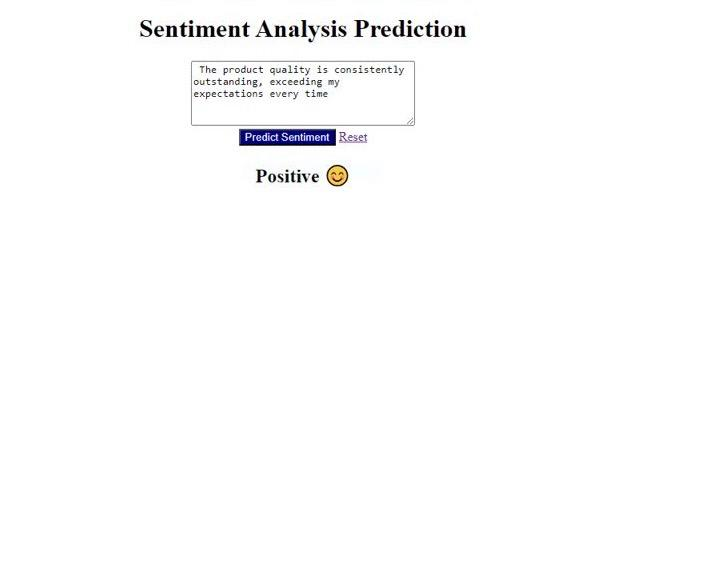 Sentiment Analysis Prediction
The product quality is consistently
outstanding, exceeding my
expectations every time
Predict Sentiment Reset
Positive 😊